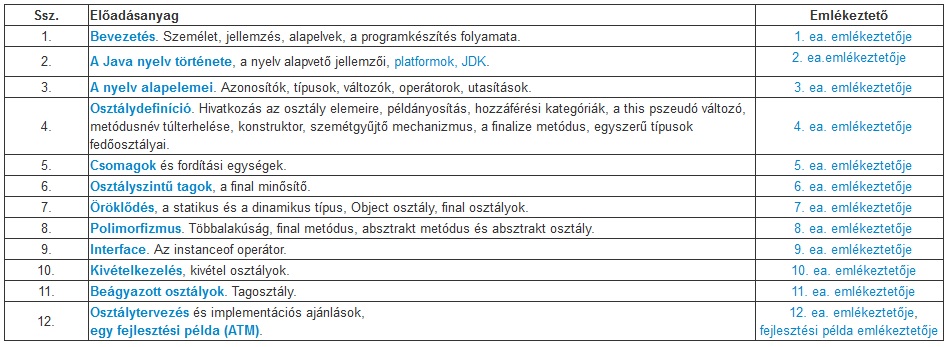 Ssz. Előadásanyag Emlékeztető
1. Bevezetés. Személet, jellemzés, alapelvek, a programkészítés folyamata. 1. ea. emlékeztetője
2. A Java nyelv története, a nyelv alapvető jellemzői, platformok, JDK. 2. ea.emlékeztetője
3. A nyelv alapelemei. Azonosítók, típusok, változók, operátorok, utasítások. 3. ea. emlékeztetője
4. Osztálydefiníció. Hivatkozás az osztály elemeire, példányosítás, hozzáférési kategóriák, a this pszeudó változó,
metódusnév túlterhelése, konstruktor, szemétgyűjtő mechanizmus, a finalize metódus, egyszerű típusok 4. ea. emlékeztetője
fedőosztályai.
5. Csomagok és fordítási egységek. 5. ea. emlékeztetője
6. Osztályszintű tagok, a final minősítő. 6. ea. emlékeztetője
7. Öröklődés, a statikus és a dinamikus típus, Object osztály, final osztályok. 7. ea. emlékeztetője
8. Polimorfizmus. Többalakúság, final metódus, absztrakt metódus és absztrakt osztály. 8. ea. emlékeztetője
9. Interface. Az instanceof operátor. 9. ea. emlékeztetője
10. Kivételkezelés, kivétel osztályok. 10. ea. emlékeztetője
11. Beágyazott osztályok. Tagosztály. 11. ea. emlékeztetője
12. Osztálytervezés és implementációs ajánlások, 12. ea. emlékeztetője,
egy fejlesztési példa (ATM). fejlesztési példa emlékeztetője